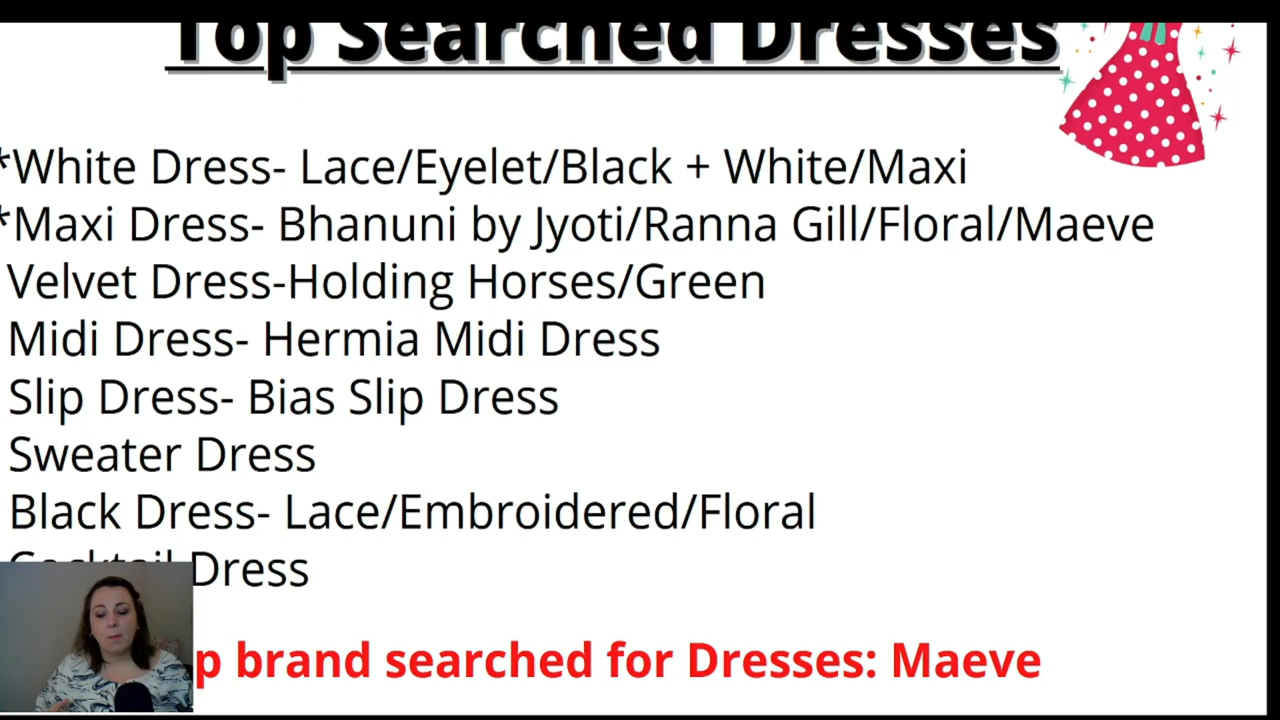 Top Searched Dresses
*White Dress- Lace/Eyelet/Black + White/Maxi
*Maxi Dress- Bhanuni by Jyoti/Ranna Gill/Floral/Maeve
Velvet Dress-Holding Horses/Green
Midi Dress- Hermia Midi Dress
Slip Dress- Bias Slip Dress
Sweater Dress
Black Dress- Lace/Embroidered/Floral
Cocktail Dress
p brand searched for Dresses: Maeve